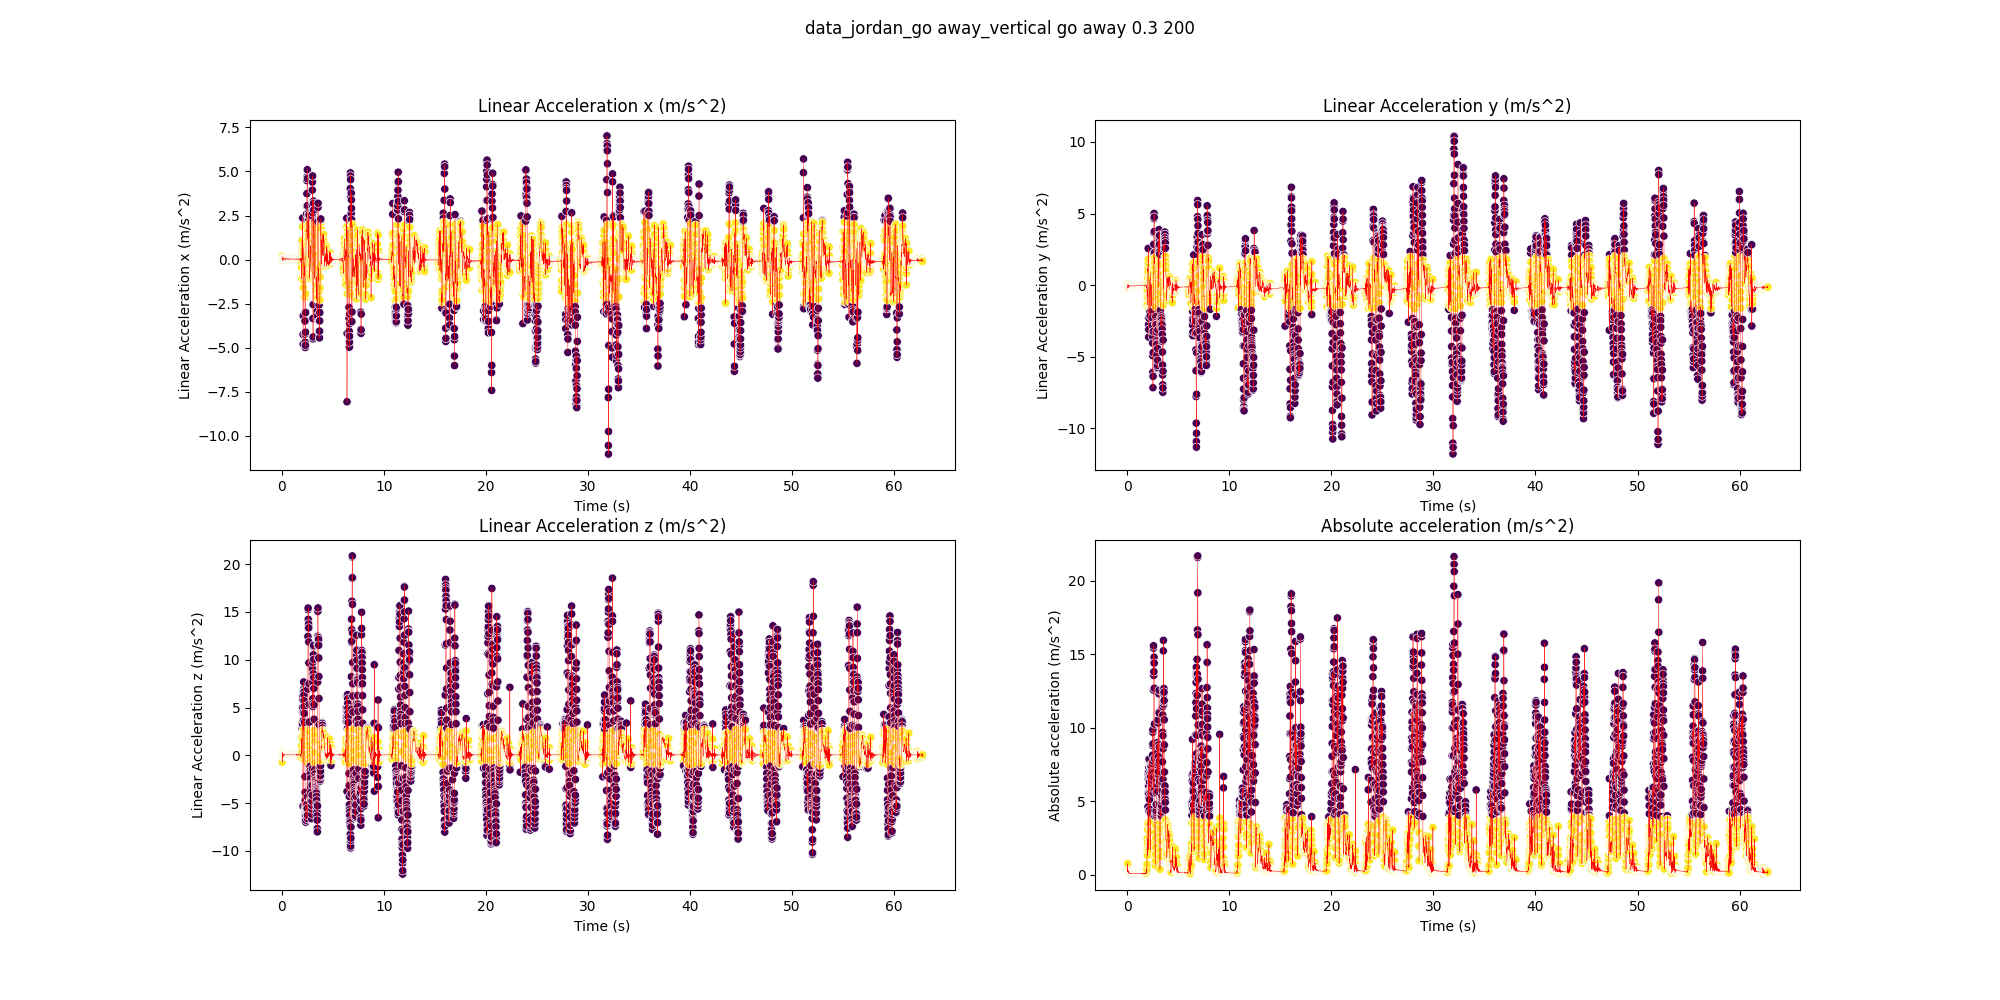 data_jordan_go away_vertical go away 0.3 200
Linear Acceleration x (m/s^2)
Linear Acceleration x (m/s^2)
7.5
5.0
2.5
0.0
−2.5
−5.0
−7.5
−10.0
0 10 20 30 40 50 60
Time (s)
Linear Acceleration y (m/s^2)
Linear Acceleration y (m/s^2)
10
5
0
−5
−10
0 10 20 30 40 50 60
Time (s)
Linear Acceleration z (m/s^2)
Linear Acceleration z (m/s^2)
20
15
10
5
0
−5
−10
0 10 20 30 40 50 60
Time (s)
Absolute acceleration (m/s^2)
Absolute acceleration (m/s^2)
20
15
10
5
0
0 10 20 30 40 50 60
Time (s)